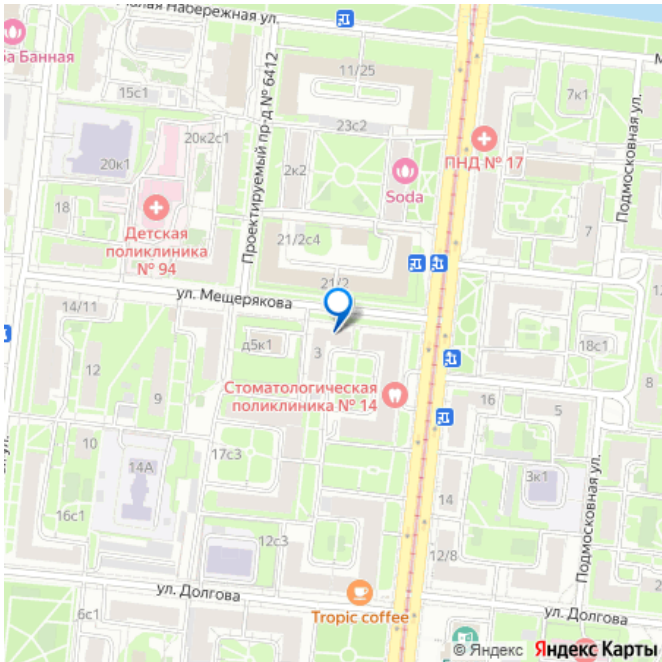 алая Набережная ул.
ра Банная
Проектируемый пр-д № 6412
11/25
15с1
7к1
М
Подмосковная ул.
20к2с1
23с2
ПНД № 17
20к1
2к2
Soda
18
Детская
поликлиника
№ 94
21/2с4
7
21/2
ул. Мещерякова
14/11
д5к1
3
18с1
12
Стоматологическая
поликлиника № 14
9
16
5
8
10
17с3
14А
3к1
Подмосковная ул.
14
16с1
12с3
12/8
ул. Долгова
6с1
Tropic coffee
ул. Долгова
© Яндекс Яндекс Карты